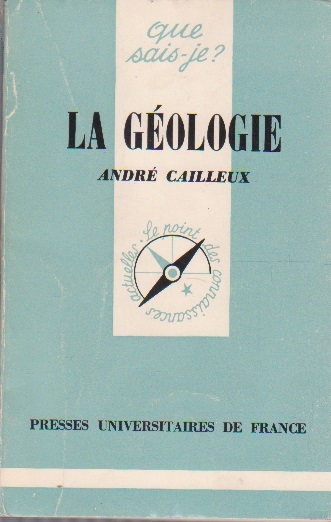 que
sais-je?
LA GÉOLOGIE
ANDRÉ CAILLEUX
Le point des connaissances actuelles
PRESSES UNIVERSITAIRES DE FRANCE